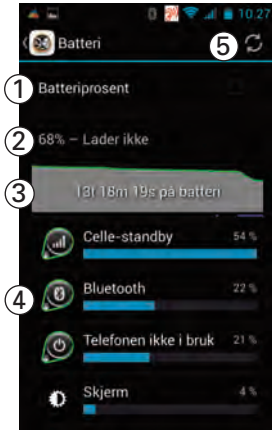 10.27
Batteri
5
1
Batteriprosent
2
68% – Lader ikke
3
13t 18m 19s på batteri
Celle-standby 54 %
4
Bluetooth 22 %
Telefonen ikke i bruk 21 %
Skjerm 4 %